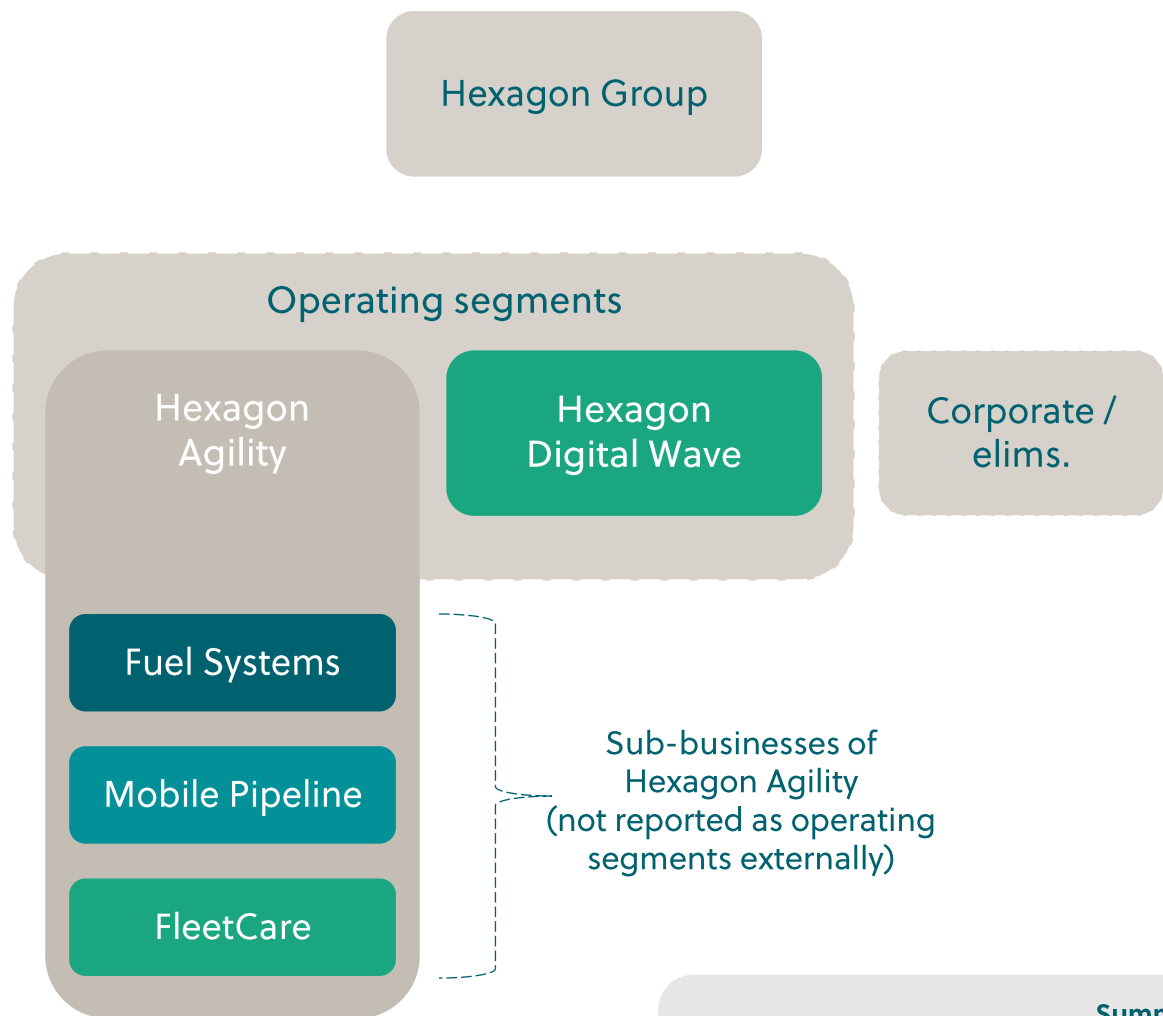 Hexagon Group
Operating segments
Hexagon
Agility
Hexagon
Digital Wave
Corporate /
elims.
Fuel Systems
Mobile Pipeline
FleetCare
Sub-businesses of
Hexagon Agility
(not reported as operating
segments externally)